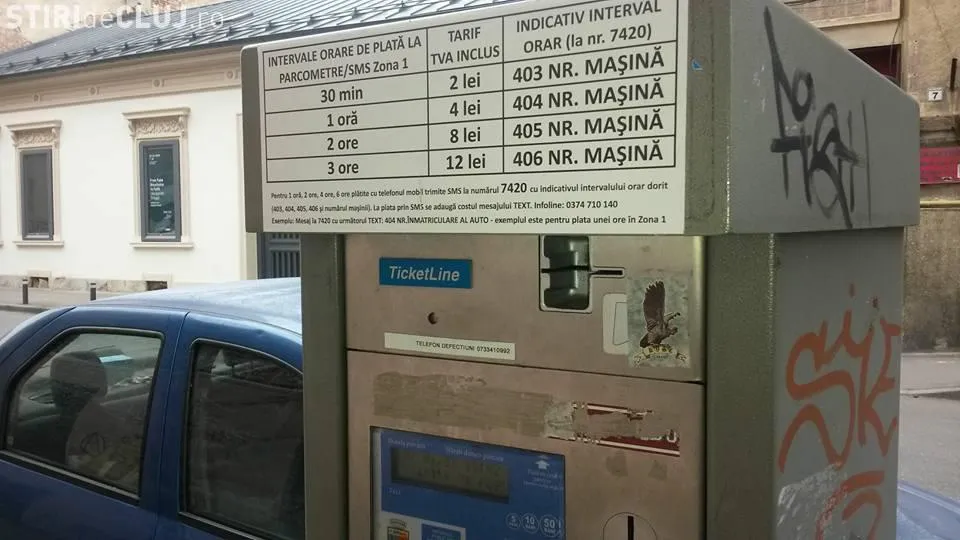 ȘTIRIdeCLUJ.ro
INTERVALE ORARE DE PLATĂ LA PARCOMETRE/SMS Zona 1
TARIF TVA INCLUS
INDICATIV INTERVAL ORAR (la nr. 7420)
30 min 2 lei 403 NR. MAŞINĂ
1 oră 4 lei 404 NR. MAŞINĂ
2 ore 8 lei 405 NR. MAŞINĂ
3 ore 12 lei 406 NR. MAŞINĂ
Pentru 1 oră, 2 ore, 4 ore, 6 ore plătite cu telefonul mobil trimite SMS la numărul 7420 cu indicativul intervalului orar dorit
(403, 404, 405, 406 şi numărul maşinii). La plata prin SMS se adaugă costul mesajului TEXT. Infoline: 0374 710 140
Exemplu: Mesaj la 7420 cu următorul TEXT: 404 NR.ÎNMATRICULARE AL AUTO - exemplul este pentru plata unei ore în Zona 1
7
TicketLine
TELEFON DEFECTIUNI 0733410992
5 10 50